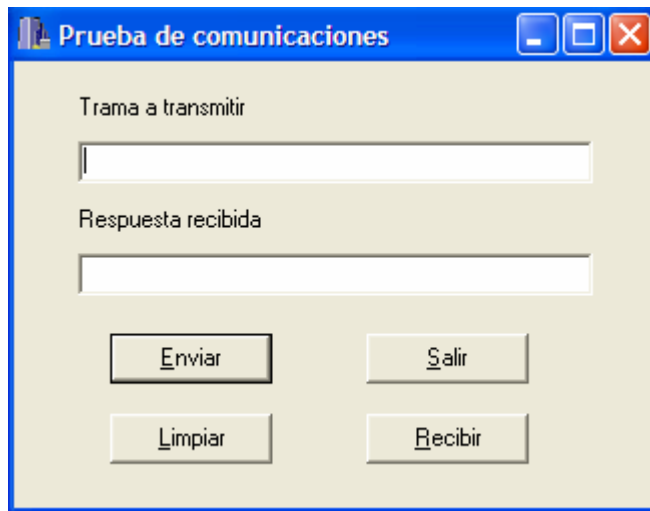 Prueba de comunicaciones
Trama a transmitir
Respuesta recibida
Enviar Salir
Limpiar Recibir